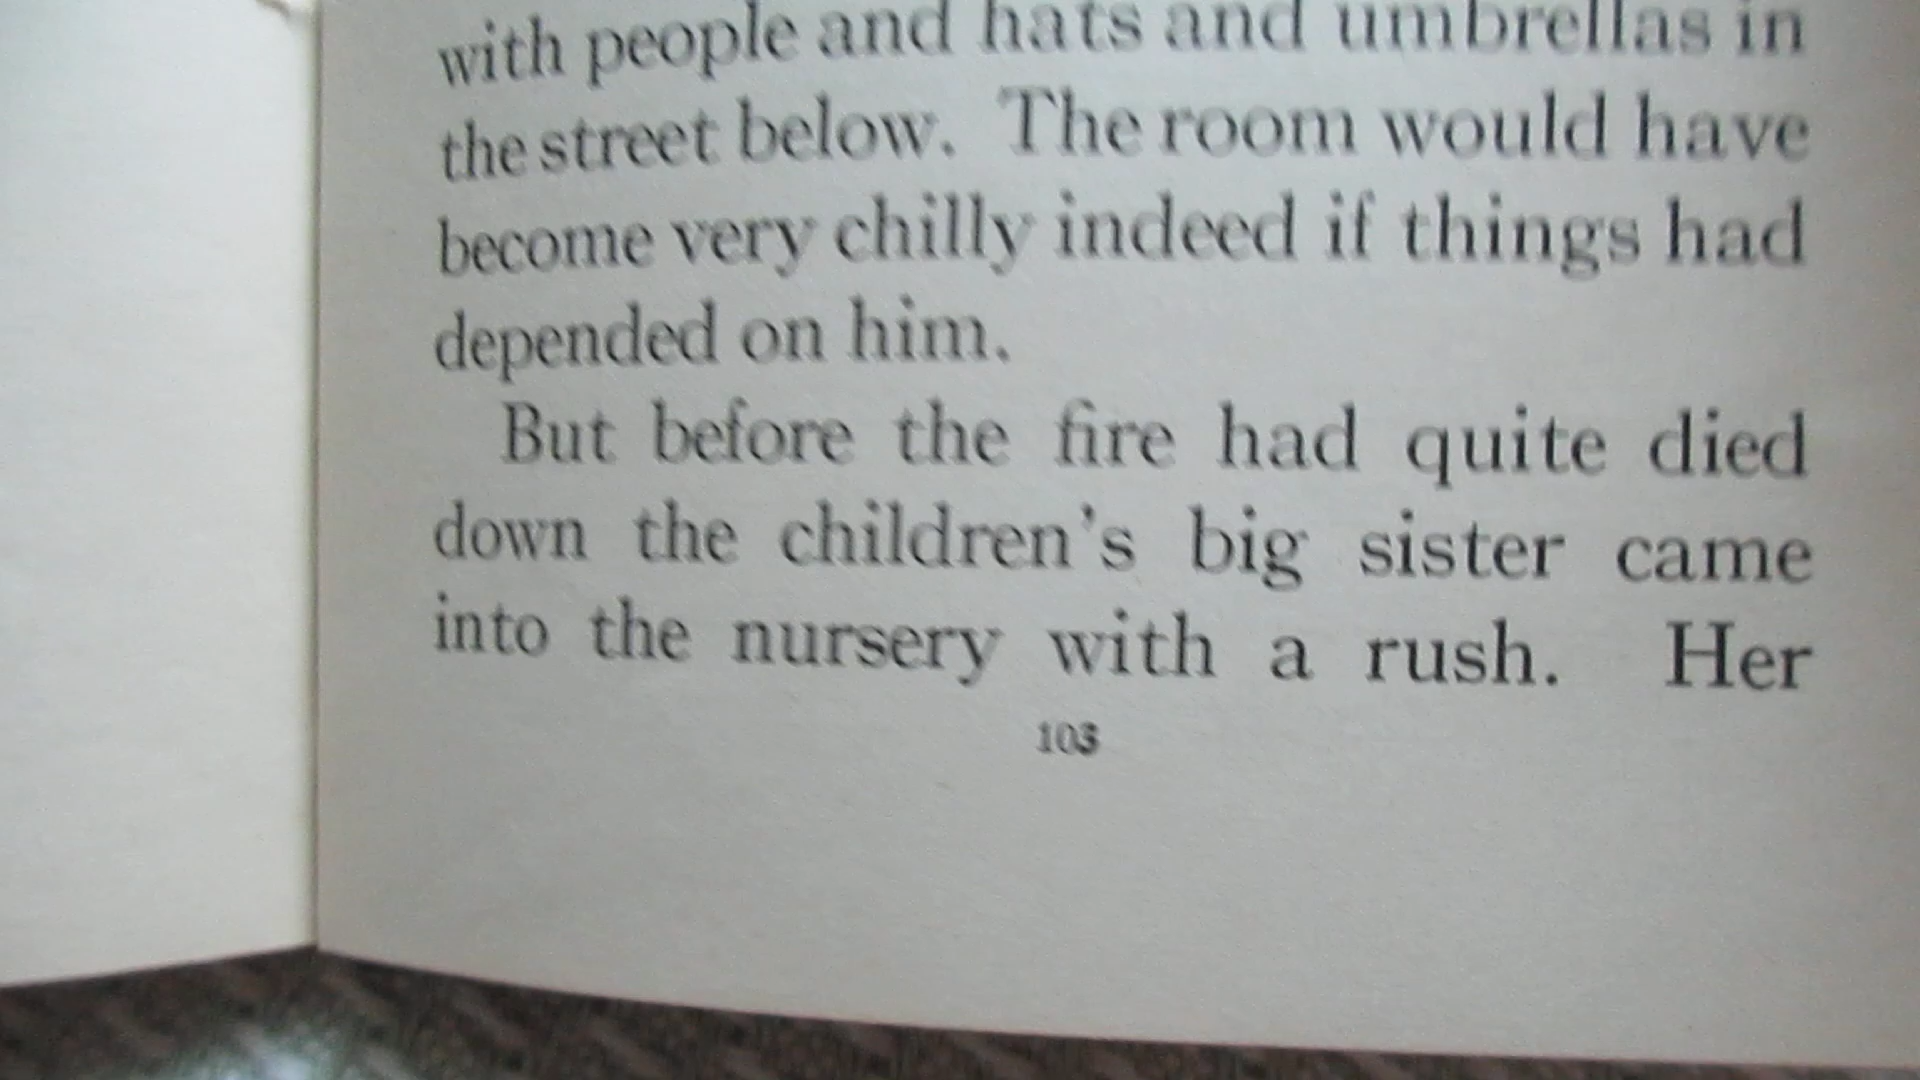 with people and hats and umbrellas in
the street below. The room would have
become very chilly indeed if things had
depended on him.
But before the fire had quite died
down the children's big sister came
into the nursery with a rush. Her
103